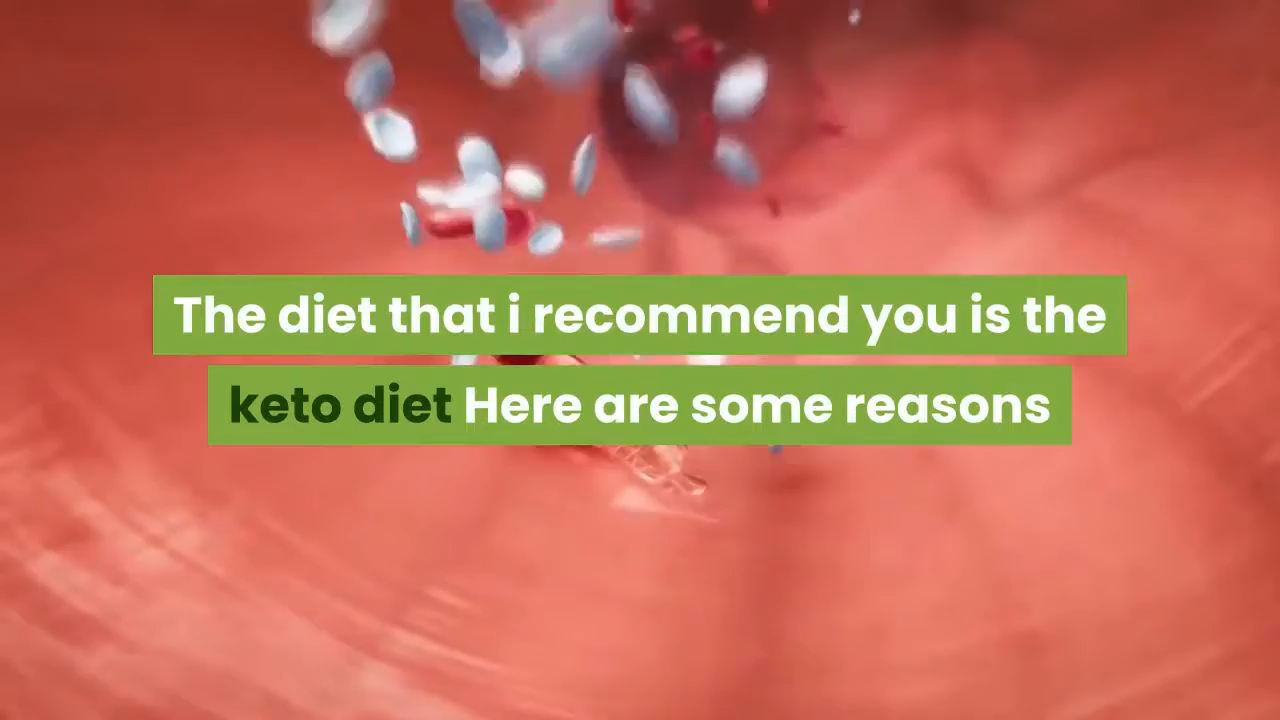 The diet that i recommend you is the
keto diet Here are some reasons